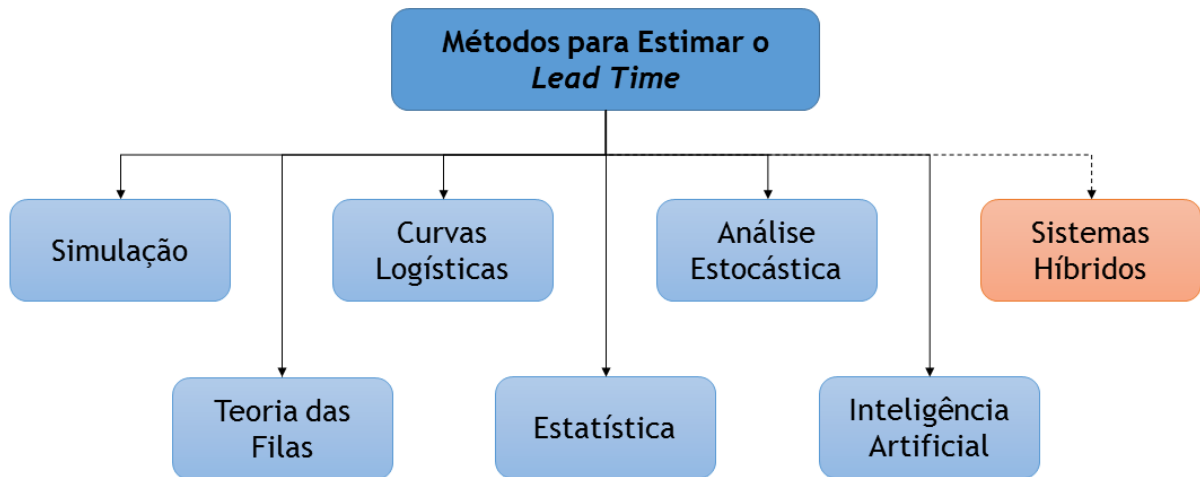 Métodos para Estimar o
Lead Time
Simulação
Curvas
Logísticas
Análise
Estocástica
Sistemas
Híbridos
Teoria das
Filas
Estatística
Inteligência
Artificial